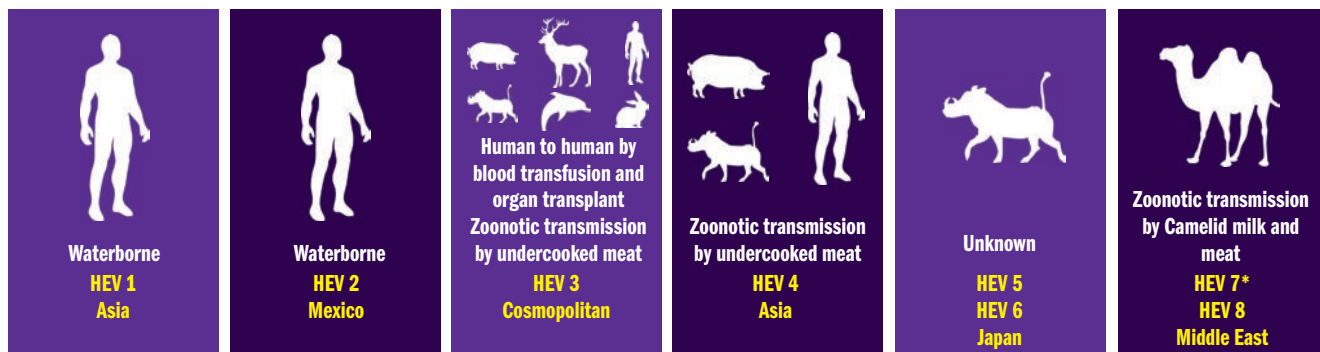 Waterborne
HEV 1
Asia
Waterborne
HEV 2
Mexico
Human to human by
blood transfusion and
organ transplant
Zoonotic transmission
by undercooked meat
HEV 3
Cosmopolitan
Zoonotic transmission
by undercooked meat
HEV 4
Asia
Unknown
HEV 5
HEV 6
Japan
Zoonotic transmission
by Camelid milk and
meat
HEV 7*
HEV 8
Middle East